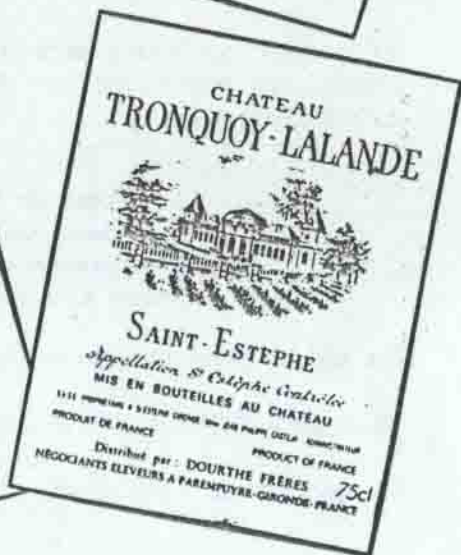 CHATEAU
TRONQUOY-LALANDE
SAINT-ESTÈPHE
Appellation St Estèphe Contrôlée
MIS EN BOUTEILLES AU CHATEAU
PRODUIT DE FRANCE PRODUCT OF FRANCE
Distribué par : DOURTHE FRÈRES 75cl
NÉGOCIANTS ELEVEURS A PAREMPUYRE-GIRONDE-FRANCE